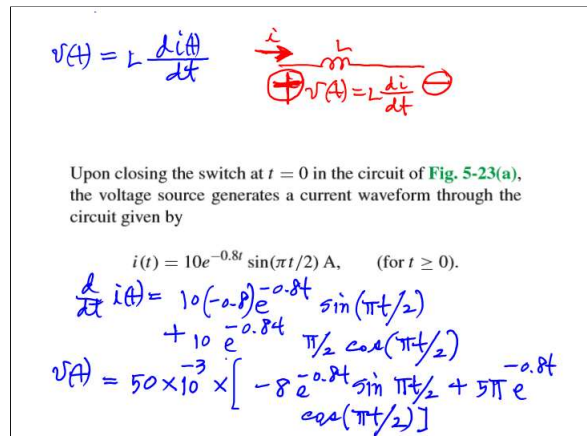 v(t) = L di(t)/dt
i
L
+ v(t) = L di/dt −
Upon closing the switch at t = 0 in the circuit of Fig. 5-23(a),
the voltage source generates a current waveform through the
circuit given by
i(t) = 10e^{-0.8t} sin(πt/2) A, (for t ≥ 0).
d/dt i(t) = 10(-0.8)e^{-0.8t} sin(πt/2)
+ 10 e^{-0.8t} π/2 cos(πt/2)
v(t) = 50×10^{-3} × [ -8e^{-0.8t} sin πt/2 + 5π e^{-0.8t}
cos(πt/2)]